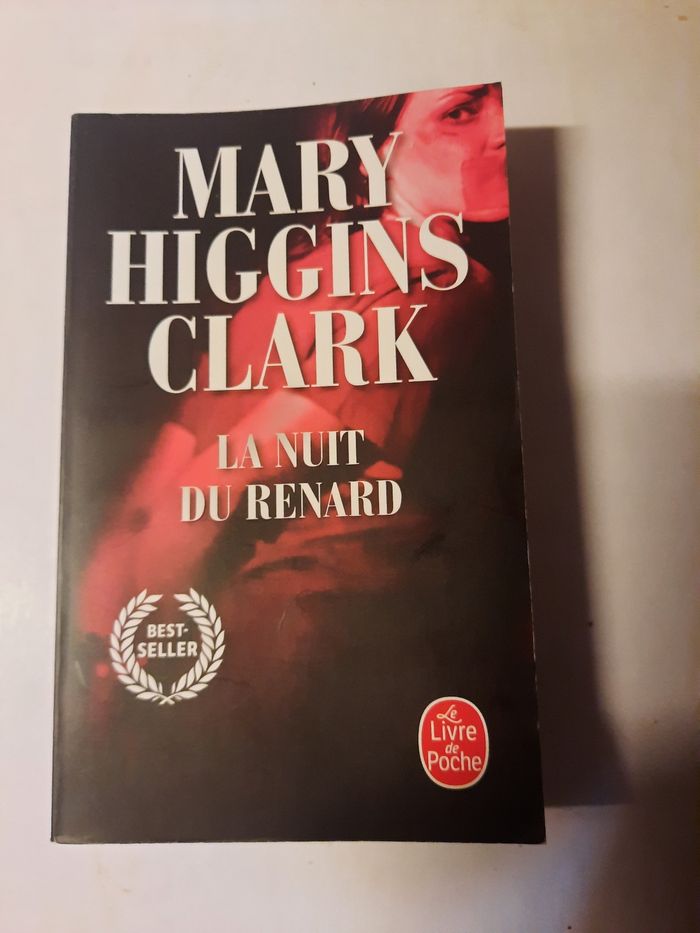 MARY
HIGGINS
CLARK
LA NUIT
DU RENARD
BEST-
SELLER
Le
Livre
de
Poche